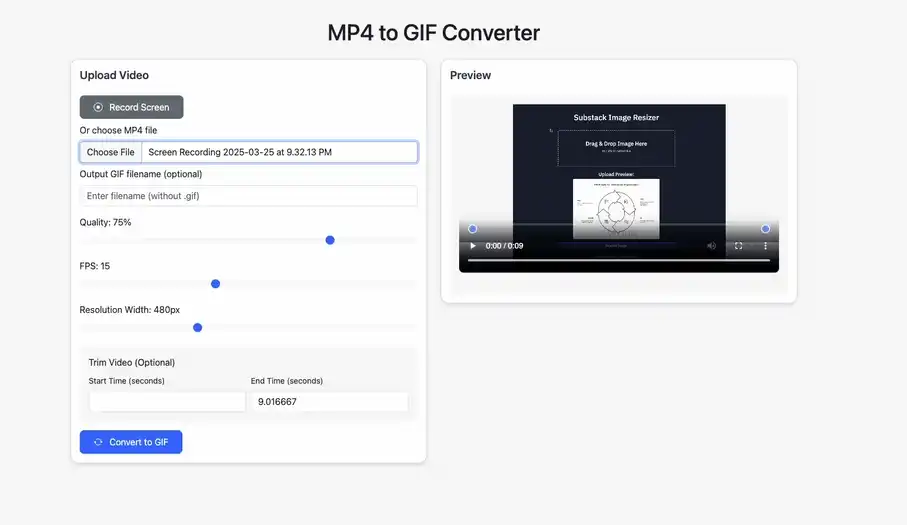 MP4 to GIF Converter
Upload Video
Record Screen
Or choose MP4 file
Choose File Screen Recording 2025-03-25 at 9.32.13 PM
Output GIF filename (optional)
Enter filename (without .gif)
Quality: 75%
FPS: 15
Resolution Width: 480px
Trim Video (Optional)
Start Time (seconds) End Time (seconds)
9.016667
Convert to GIF
Preview
Substack Image Resizer
Drag & Drop Image Here
Upload Preview:
0:00 / 0:09